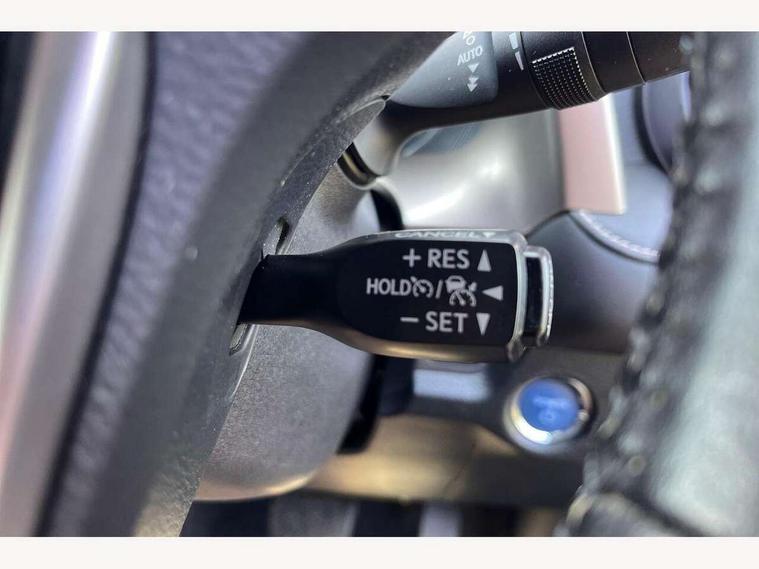 AUTO
CANCEL▼
+ RES ▲
HOLD / ◀
− SET ▼